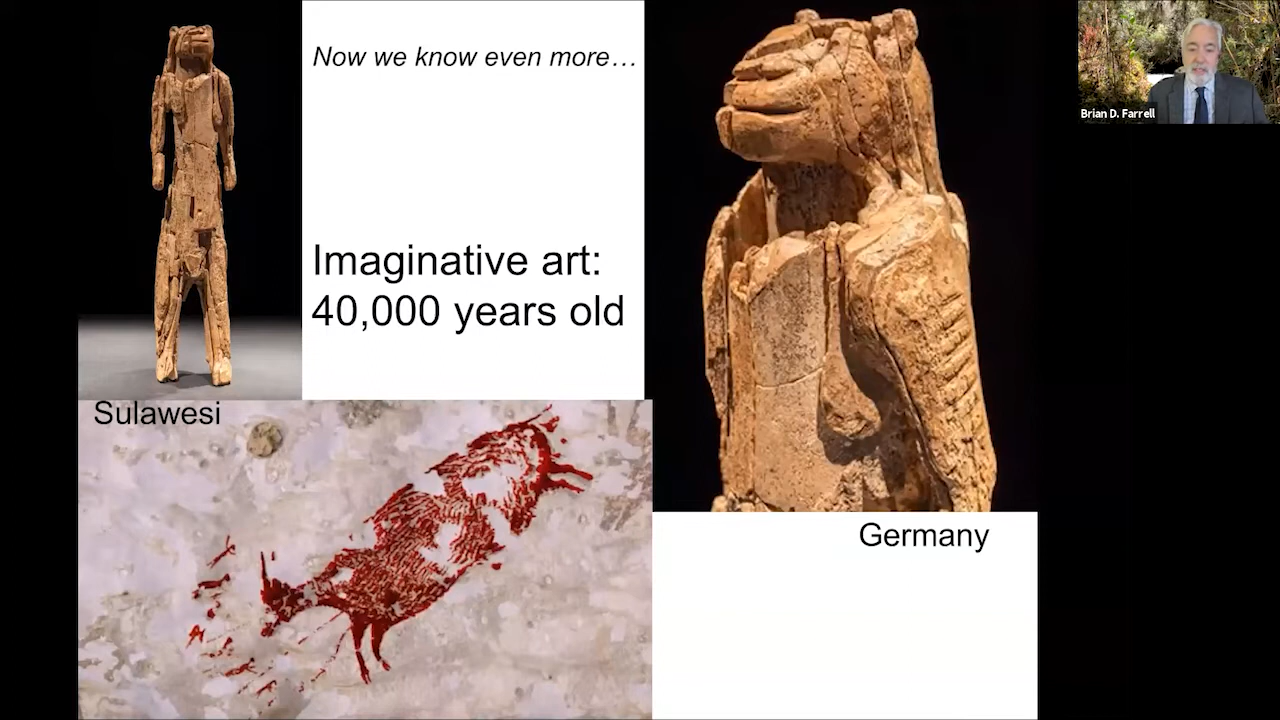 Now we know even more…
Brian D. Farrell
Imaginative art:
40,000 years old
Sulawesi
Germany